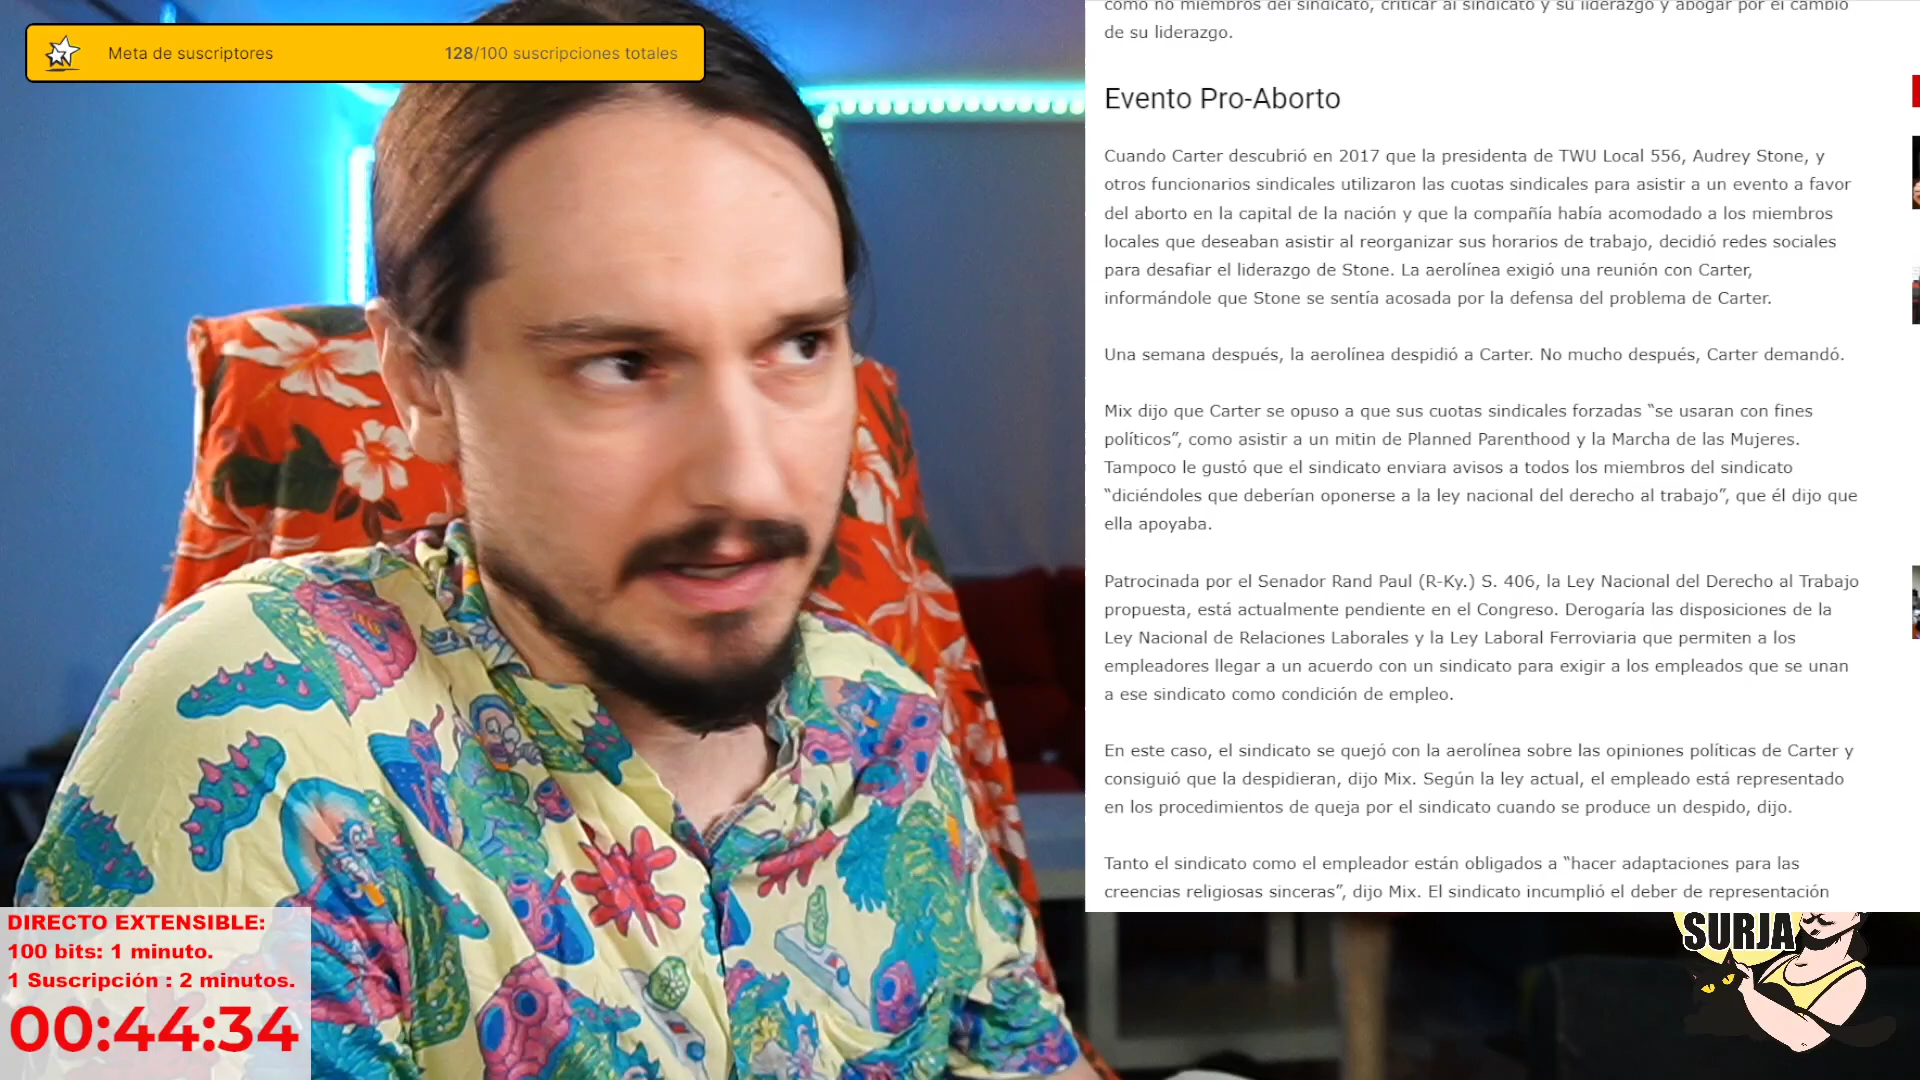 Meta de suscriptores 128/100 suscripciones totales
como no miembros del sindicato, criticar al sindicato y su liderazgo y abogar por el cambio
de su liderazgo.
Evento Pro-Aborto
Cuando Carter descubrió en 2017 que la presidenta de TWU Local 556, Audrey Stone, y
otros funcionarios sindicales utilizaron las cuotas sindicales para asistir a un evento a favor
del aborto en la capital de la nación y que la compañía había acomodado a los miembros
locales que deseaban asistir al reorganizar sus horarios de trabajo, decidió redes sociales
para desafiar el liderazgo de Stone. La aerolínea exigió una reunión con Carter,
informándole que Stone se sentía acosada por la defensa del problema de Carter.
Una semana después, la aerolínea despidió a Carter. No mucho después, Carter demandó.
Mix dijo que Carter se opuso a que sus cuotas sindicales forzadas “se usaran con fines
políticos”, como asistir a un mitin de Planned Parenthood y la Marcha de las Mujeres.
Tampoco le gustó que el sindicato enviara avisos a todos los miembros del sindicato
“diciéndoles que deberían oponerse a la ley nacional del derecho al trabajo”, que él dijo que
ella apoyaba.
Patrocinada por el Senador Rand Paul (R-Ky.) S. 406, la Ley Nacional del Derecho al Trabajo
propuesta, está actualmente pendiente en el Congreso. Derogaría las disposiciones de la
Ley Nacional de Relaciones Laborales y la Ley Laboral Ferroviaria que permiten a los
empleadores llegar a un acuerdo con un sindicato para exigir a los empleados que se unan
a ese sindicato como condición de empleo.
En este caso, el sindicato se quejó con la aerolínea sobre las opiniones políticas de Carter y
consiguió que la despidieran, dijo Mix. Según la ley actual, el empleado está representado
en los procedimientos de queja por el sindicato cuando se produce un despido, dijo.
Tanto el sindicato como el empleador están obligados a “hacer adaptaciones para las
creencias religiosas sinceras”, dijo Mix. El sindicato incumplió el deber de representación
DIRECTO EXTENSIBLE:
100 bits: 1 minuto.
1 Suscripción : 2 minutos.
00:44:34
SURJA